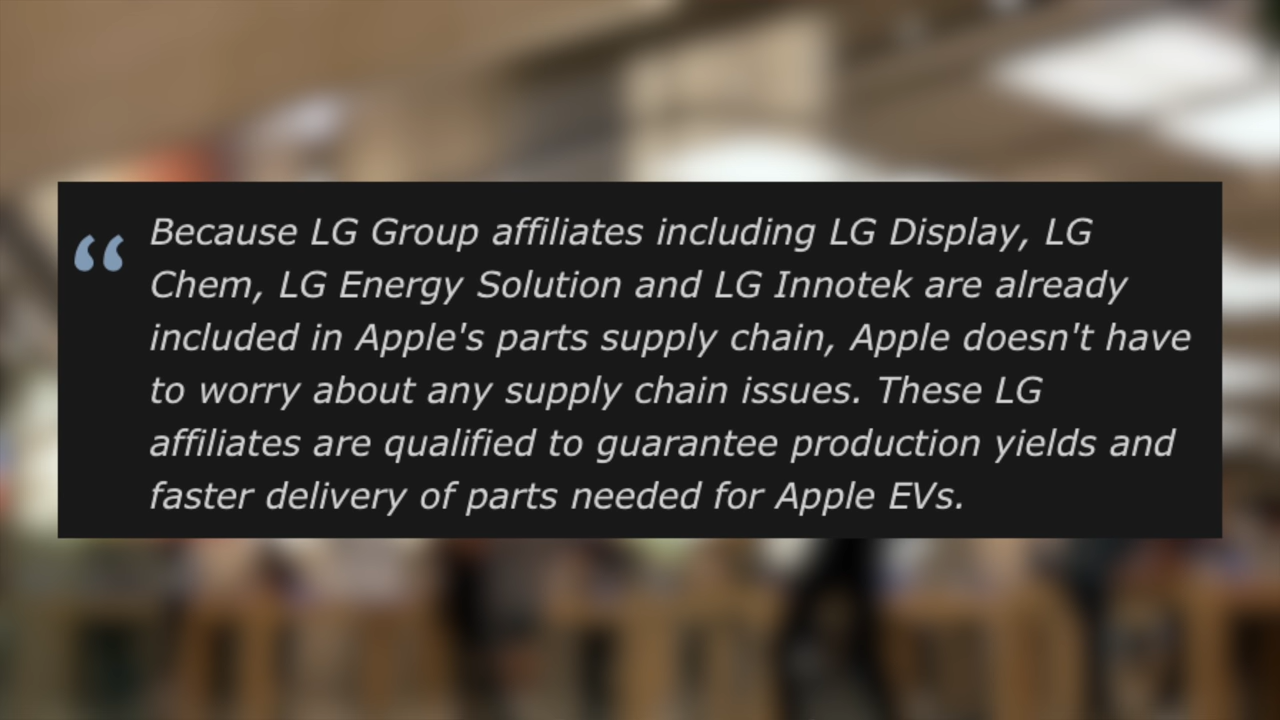 “
Because LG Group affiliates including LG Display, LG
Chem, LG Energy Solution and LG Innotek are already
included in Apple's parts supply chain, Apple doesn't have
to worry about any supply chain issues. These LG
affiliates are qualified to guarantee production yields and
faster delivery of parts needed for Apple EVs.